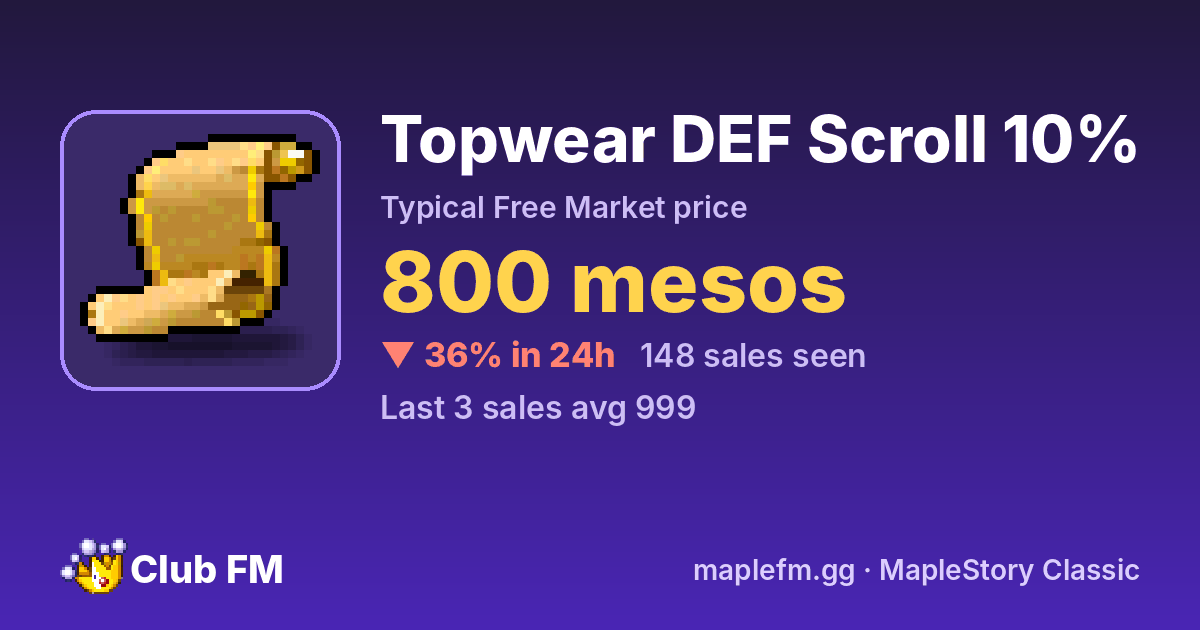 Topwear DEF Scroll 10%
Typical Free Market price
800 mesos
▼ 36% in 24h 148 sales seen
Last 3 sales avg 999
Club FM
maplefm.gg · MapleStory Classic